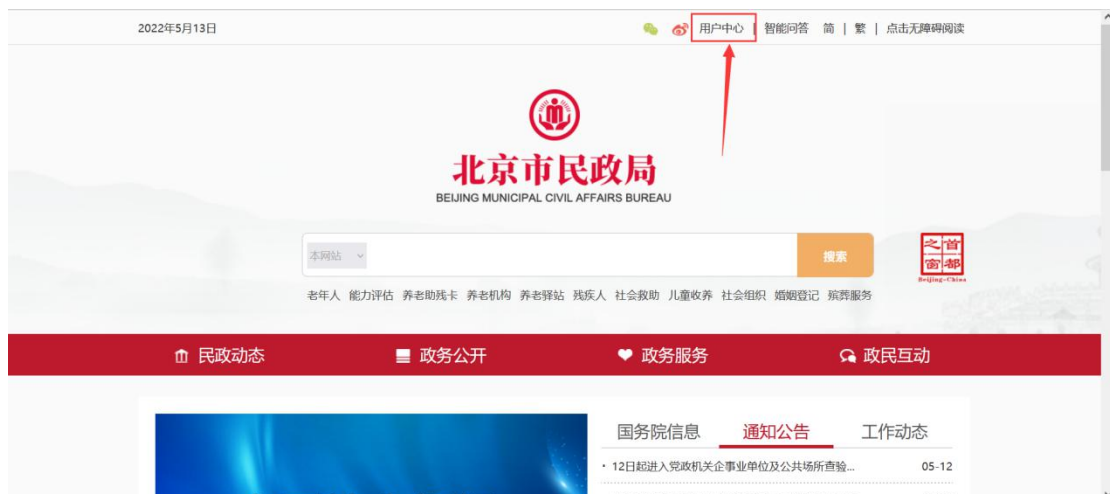 2022年5月13日 用户中心 | 智能问答 简 | 繁 | 点击无障碍阅读
北京市民政局
BEIJING MUNICIPAL CIVIL AFFAIRS BUREAU
本网站 搜索
首都之窗
Beijing-China
老年人 能力评估 养老助残卡 养老机构 养老驿站 残疾人 社会救助 儿童收养 社会组织 婚姻登记 殡葬服务
民政动态 政务公开 政务服务 政民互动
国务院信息 通知公告 工作动态
· 12日起进入党政机关企事业单位及公共场所查验... 05-12